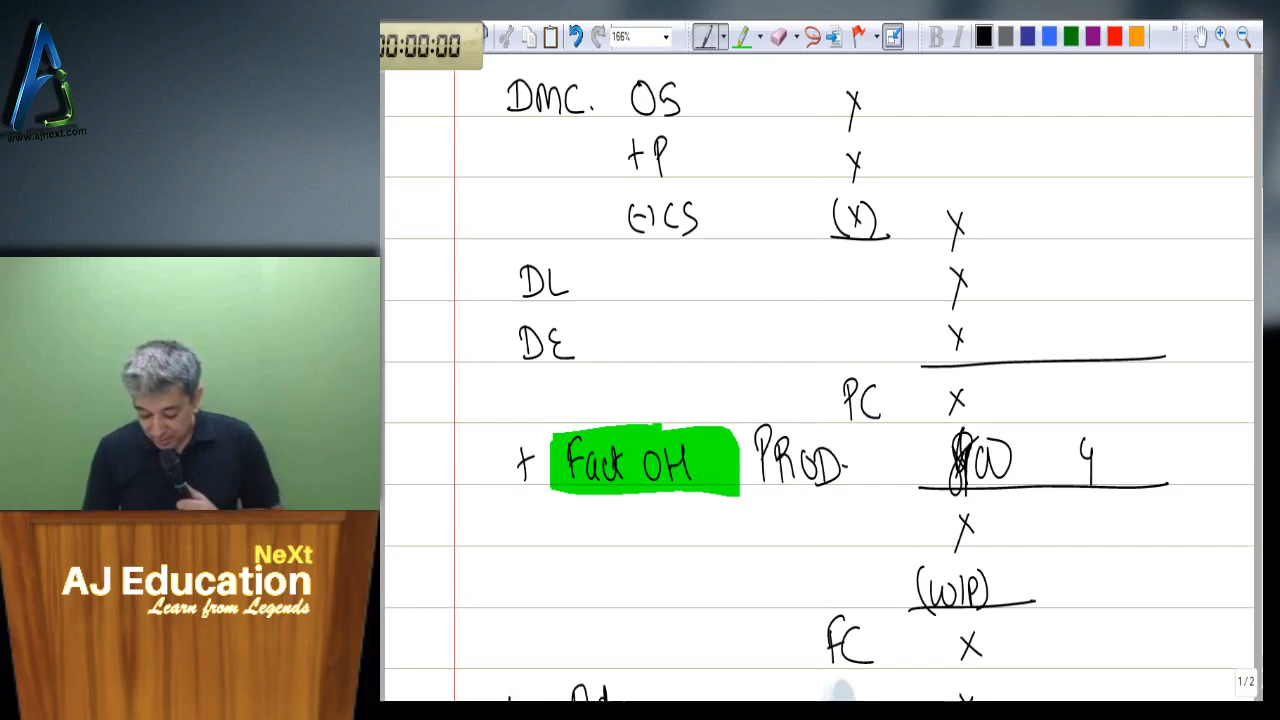 00:00:00
166%
www.ajnext.com
DMC. OS x
+P x
(-) CS (x) x
DL x
DE x
PC x
+ Fact OH PROD. 4
x
(WIP)
FC x
+ Ad x
1/2
NeXt
AJ Education
Learn from Legends